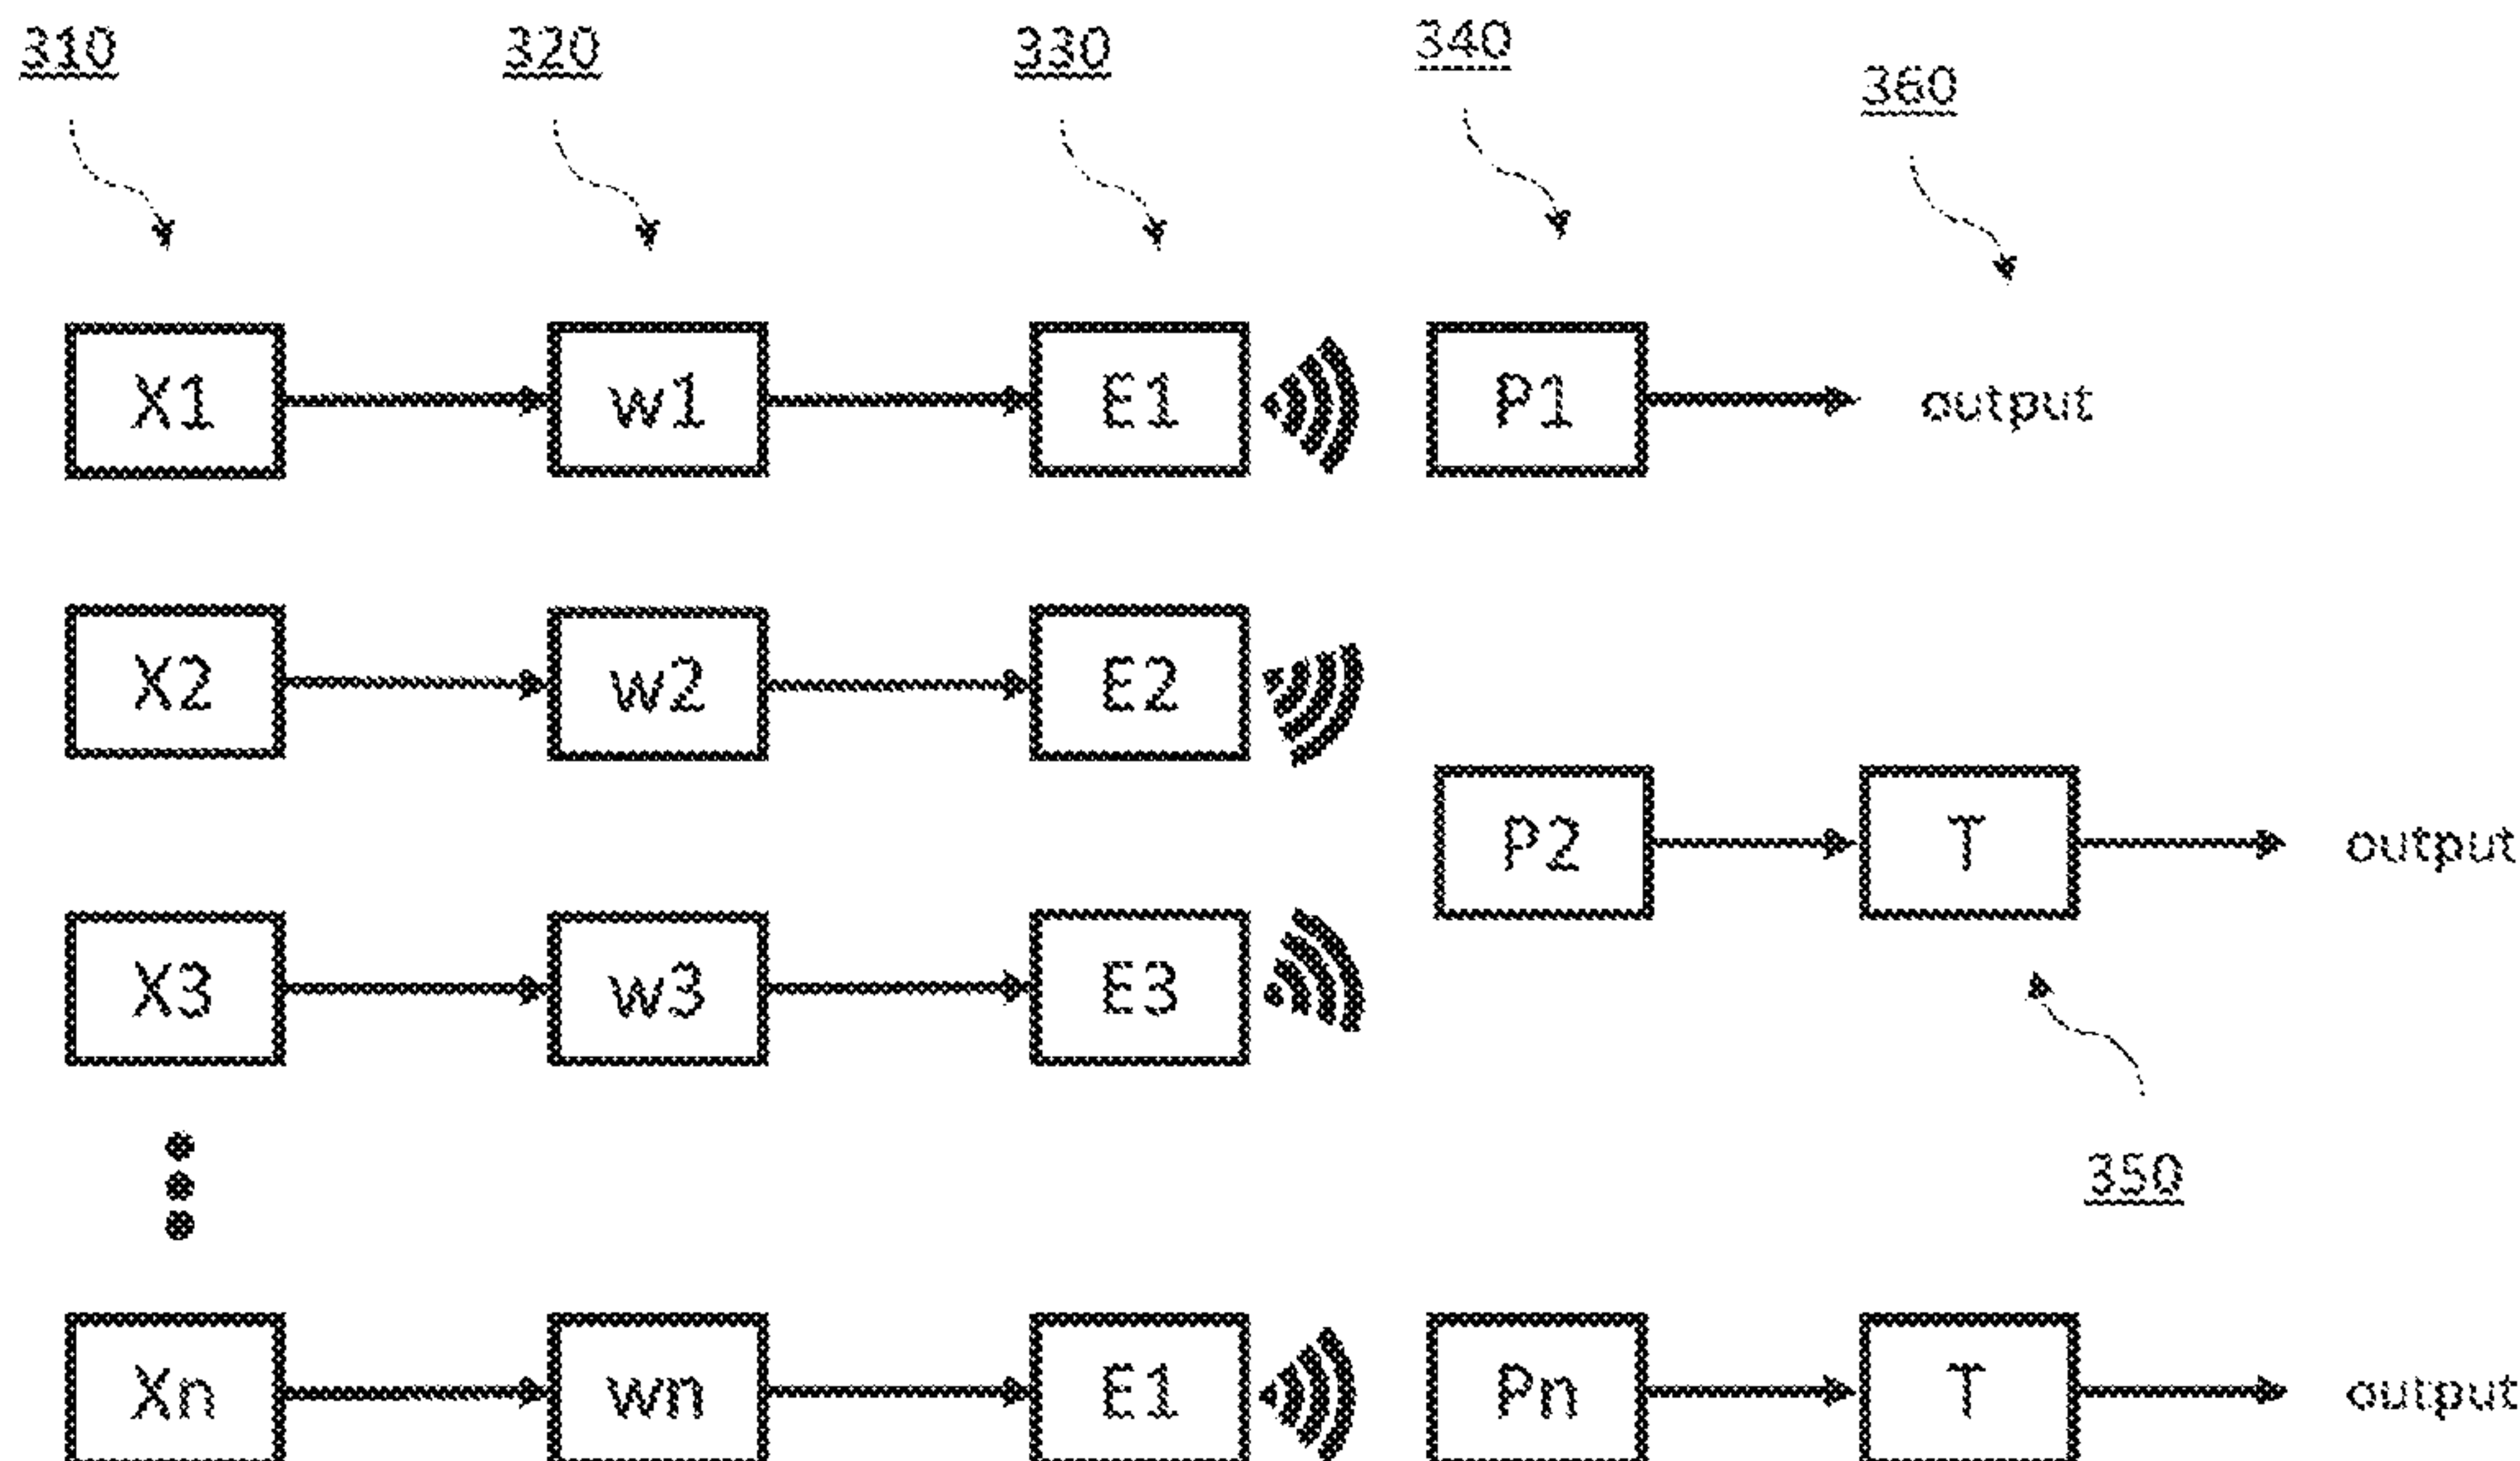 310 320 330 340
360
X1 w1 E1 P1 output
X2 w2 E2
P2 T output
X3 w3 E3
350
Xn wn E1 Pn T output